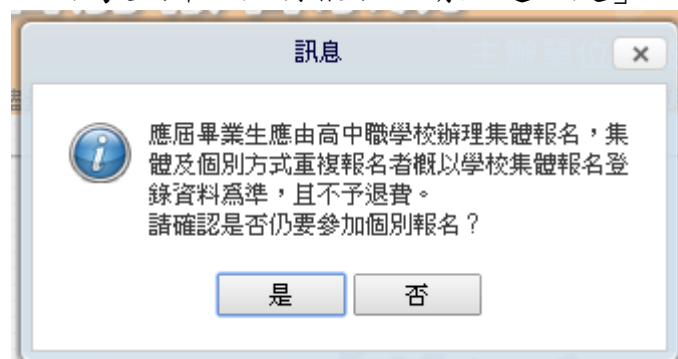 訊息
應屆畢業生應由高中職學校辦理集體報名，集
體及個別方式重複報名者概以學校集體報名登
錄資料為準，且不予退費。
請確認是否仍要參加個別報名？
是
否